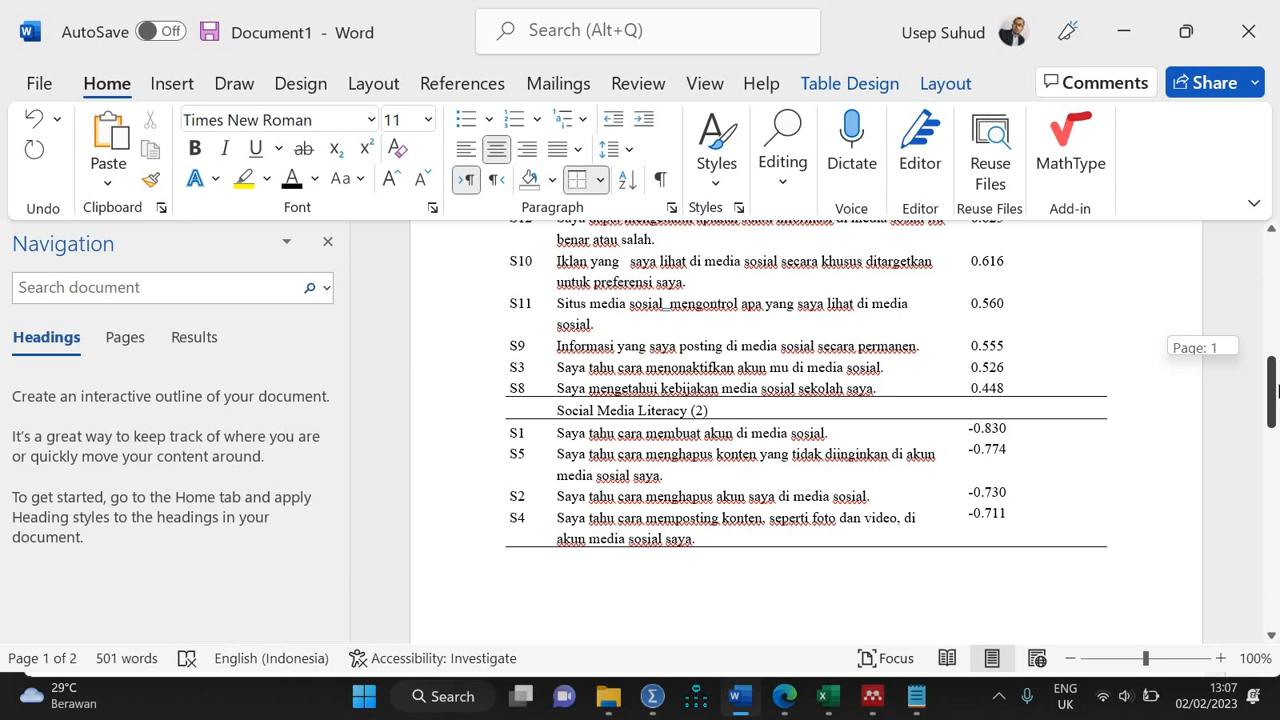 AutoSave Off Document1 - Word Search (Alt+Q) Usep Suhud
File Home Insert Draw Design Layout References Mailings Review View Help Table Design Layout Comments Share
Times New Roman 11
Paste Styles Editing Dictate Editor Reuse Files MathType
Undo Clipboard Font Paragraph Styles Voice Editor Reuse Files Add-in
Navigation
Search document
Headings Pages Results
Create an interactive outline of your document.
It's a great way to keep track of where you are
or quickly move your content around.
To get started, go to the Home tab and apply
Heading styles to the headings in your
document.
benar atau salah.
S10 Iklan yang saya lihat di media sosial secara khusus ditargetkan 0.616
untuk preferensi saya.
S11 Situs media sosial mengontrol apa yang saya lihat di media 0.560
sosial.
S9 Informasi yang saya posting di media sosial secara permanen. 0.555
S3 Saya tahu cara menonaktifkan akun mu di media sosial. 0.526
S8 Saya mengetahui kebijakan media sosial sekolah saya. 0.448
Social Media Literacy (2)
S1 Saya tahu cara membuat akun di media sosial. -0.830
S5 Saya tahu cara menghapus konten yang tidak diinginkan di akun -0.774
media sosial saya.
S2 Saya tahu cara menghapus akun saya di media sosial. -0.730
S4 Saya tahu cara memposting konten, seperti foto dan video, di -0.711
akun media sosial saya.
Page: 1
Page 1 of 2 501 words English (Indonesia) Accessibility: Investigate Focus 100%
29°C
Berawan
Search
ENG
UK
13:07
02/02/2023